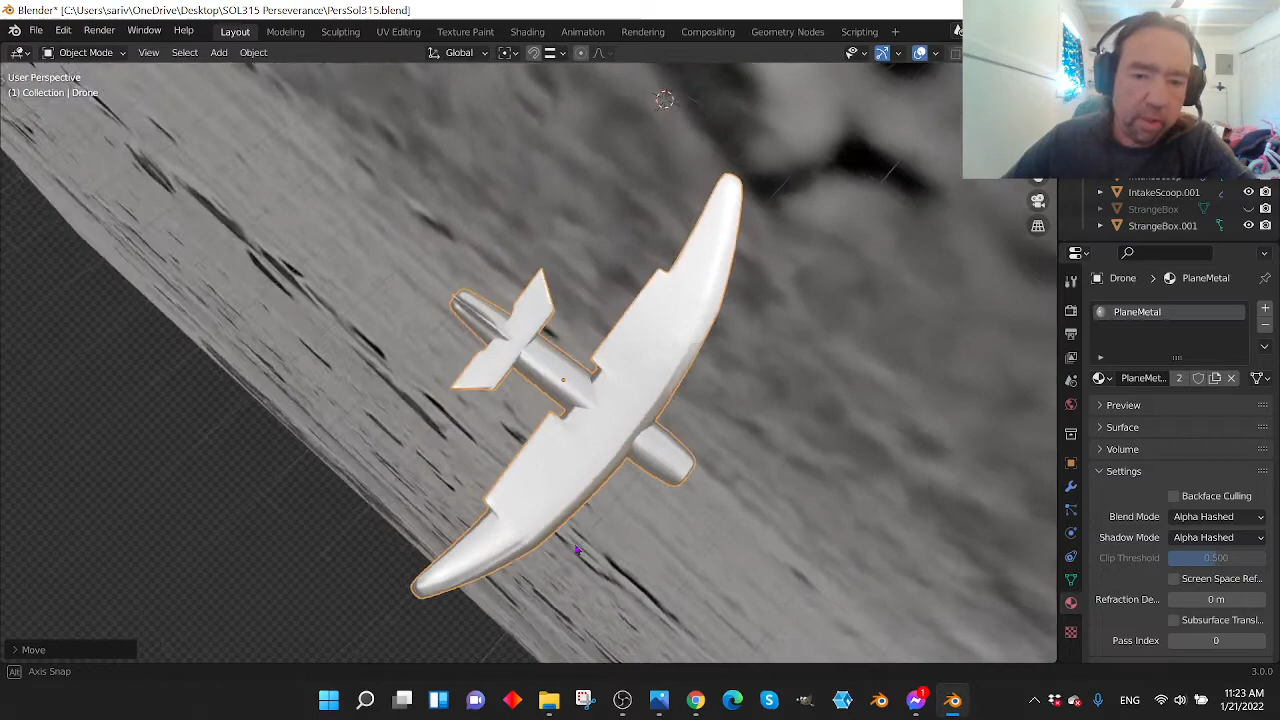 Blender* [C:\Users\sariv\OneDrive\Desktop\SOL315 Perseverance\PersSol315.blend]
File Edit Render Window Help Layout Modeling Sculpting UV Editing Texture Paint Shading Animation Rendering Compositing Geometry Nodes Scripting +
Object Mode View Select Add Object Global
User Perspective
(1) Collection | Drone
IntakeScoop.001
StrangeBox
StrangeBox.001
Drone > PlaneMetal
PlaneMetal
PlaneMet... 2
Preview
Surface
Volume
Settings
Backface Culling
Blend Mode Alpha Hashed
Shadow Mode Alpha Hashed
Clip Threshold 0.500
Screen Space Ref...
Refraction De... 0 m
Subsurface Transl...
Pass Index 0
> Move
Alt Axis Snap 3.0.0
1
ENG 11:23 AM
1/21/22